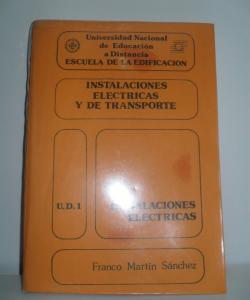 Universidad Nacional
de Educación
a Distancia
ESCUELA DE LA EDIFICACION
INSTALACIONES
ELECTRICAS
Y DE TRANSPORTE
U.D.1
INSTALACIONES
ELECTRICAS
Franco Martín Sánchez